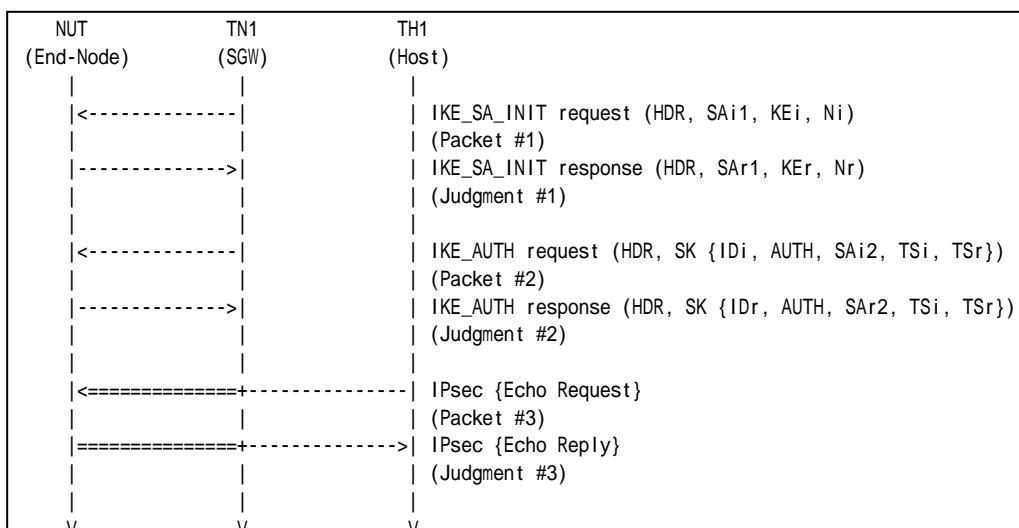 NUT TN1 TH1
(End-Node) (SGW) (Host)
| | |
|<--------------| | IKE_SA_INIT request (HDR, SAi1, KEi, Ni)
| | | (Packet #1)
|-------------->| | IKE_SA_INIT response (HDR, SAr1, KEr, Nr)
| | | (Judgment #1)
| | |
|<--------------| | IKE_AUTH request (HDR, SK {IDi, AUTH, SAi2, TSi, TSr})
| | | (Packet #2)
|-------------->| | IKE_AUTH response (HDR, SK {IDr, AUTH, SAr2, TSi, TSr})
| | | (Judgment #2)
| | |
|<==============+---------------| IPsec {Echo Request}
| | | (Packet #3)
|===============+-------------->| IPsec {Echo Reply}
| | | (Judgment #3)
| | |
V V V